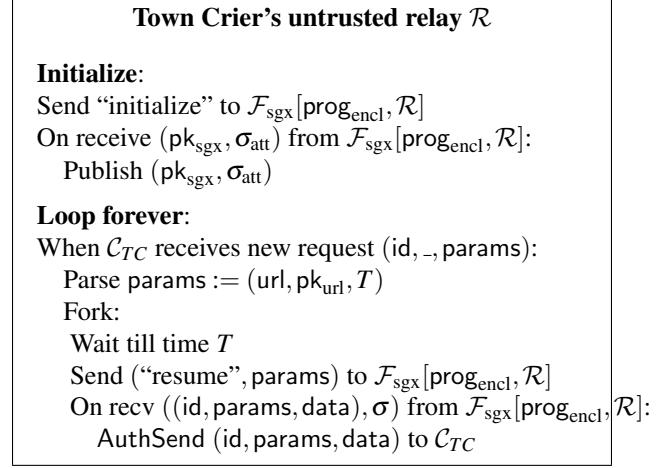 Town Crier's untrusted relay ℛ
Initialize:
Send “initialize” to ℱ_sgx[prog_encl, ℛ]
On receive (pk_sgx, σ_att) from ℱ_sgx[prog_encl, ℛ]:
Publish (pk_sgx, σ_att)
Loop forever:
When 𝒞_TC receives new request (id, _, params):
Parse params := (url, pk_url, T)
Fork:
Wait till time T
Send (“resume”, params) to ℱ_sgx[prog_encl, ℛ]
On recv ((id, params, data), σ) from ℱ_sgx[prog_encl, ℛ]:
AuthSend (id, params, data) to 𝒞_TC